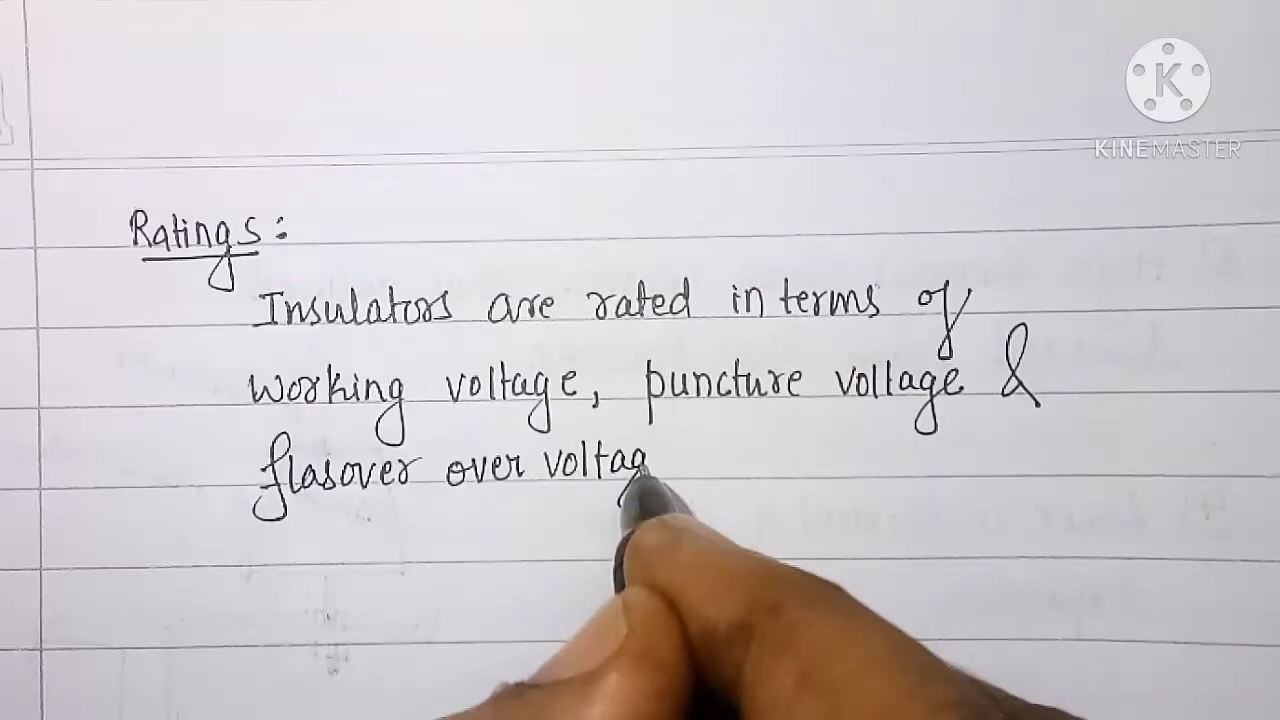 KINEMASTER
Ratings:
Insulators are rated in terms of
working voltage, puncture voltage &
flasover over voltag